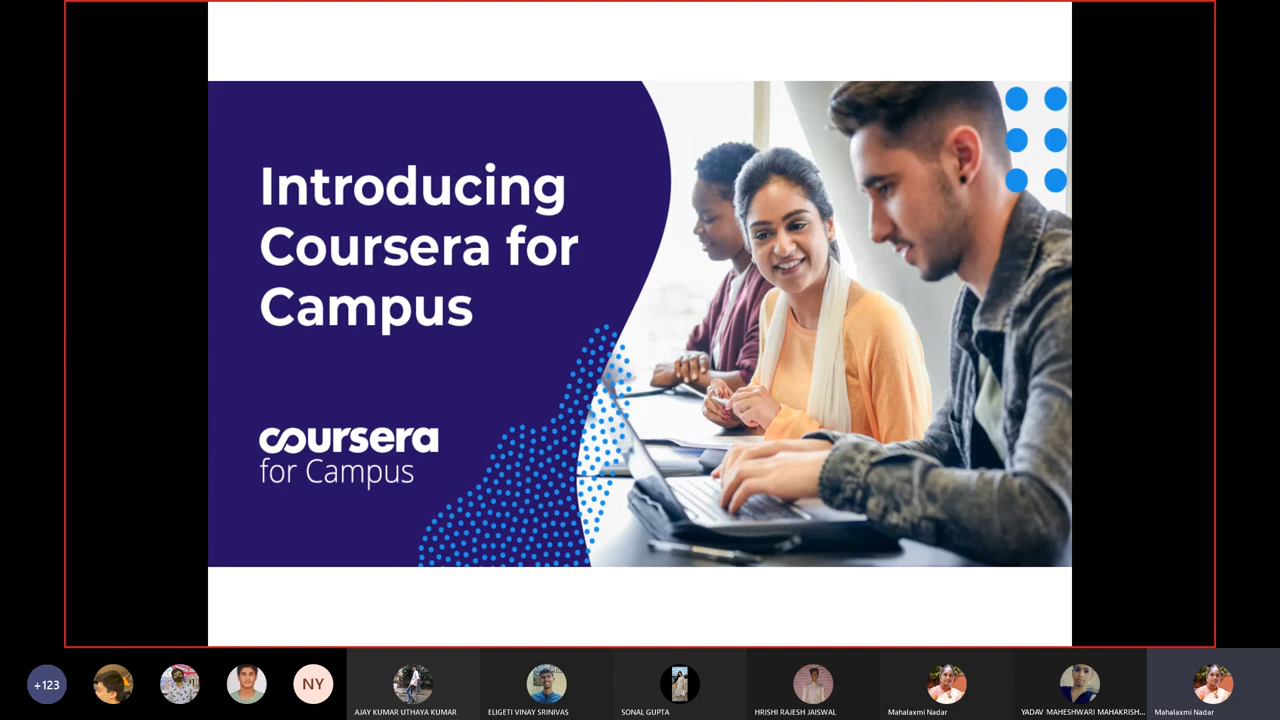 Introducing
Coursera for
Campus
coursera
for Campus
+123
NY
AJAY KUMAR UTHAYA KUMAR
ELIGETI VINAY SRINIVAS
SONAL GUPTA
HRISHI RAJESH JAISWAL
Mahalaxmi Nadar
YADAV MAHESHWARI MAHAKRISH...
Mahalaxmi Nadar